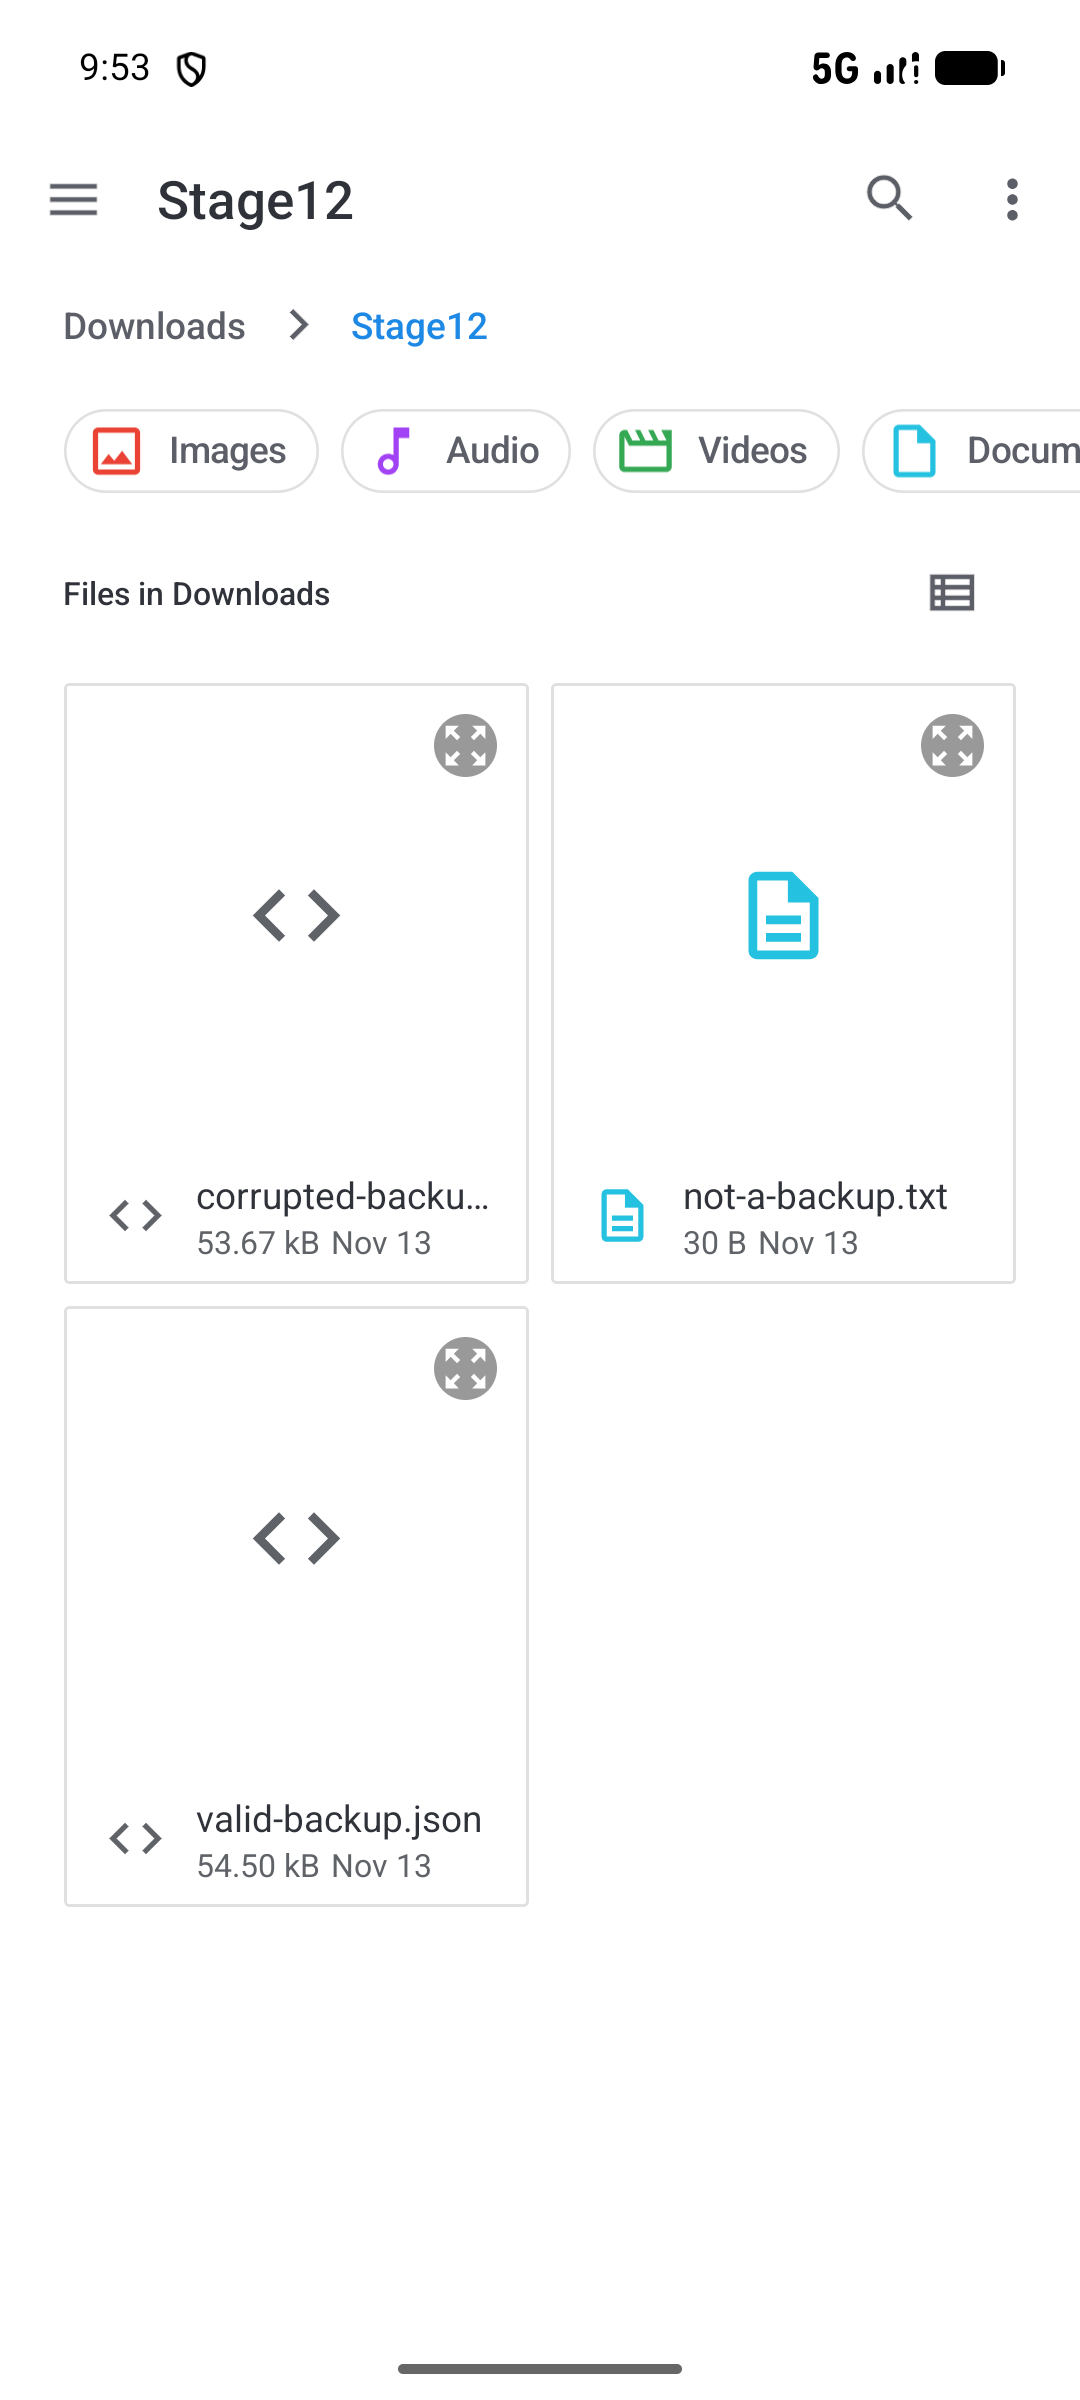 9:53
5G
Stage12
Downloads
Stage12
Images
Audio
Videos
Docum
Files in Downloads
corrupted-backu...
53.67 kB Nov 13
not-a-backup.txt
30 B Nov 13
valid-backup.json
54.50 kB Nov 13